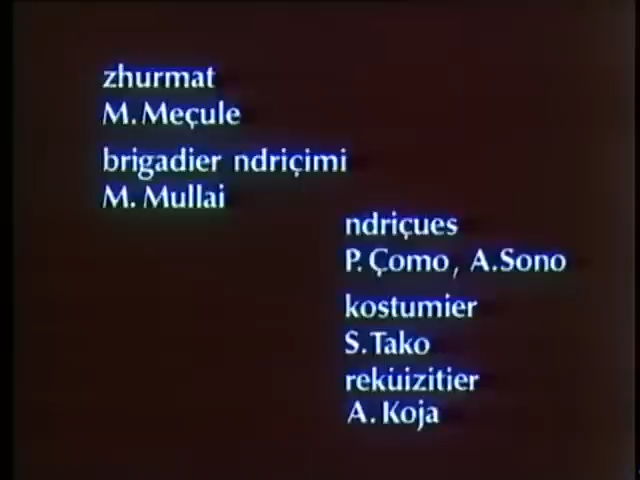 zhurmat
M. Meçule
brigadier ndriçimi
M. Mullai
ndriçues
P. Çomo, A.Sono
kostumier
S. Tako
rekuizitier
A. Koja